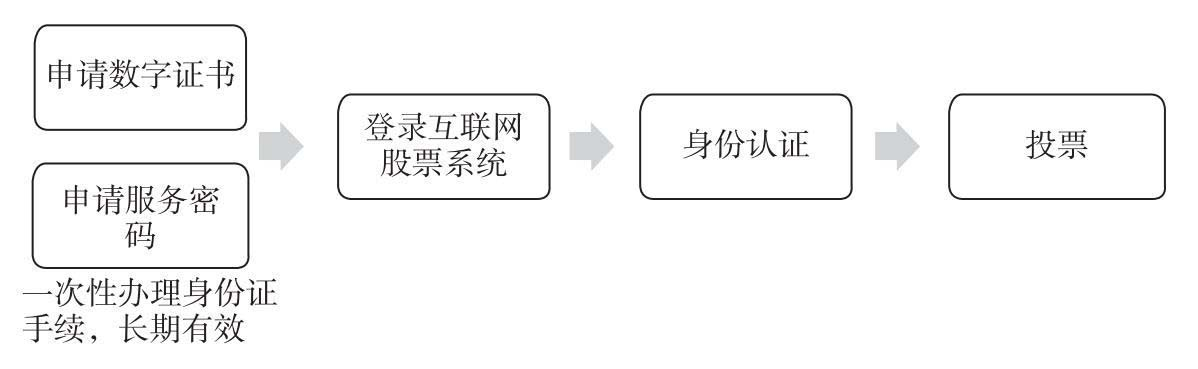 申请数字证书
申请服务密
码
一次性办理身份证
手续，长期有效
登录互联网
股票系统
身份认证
投票